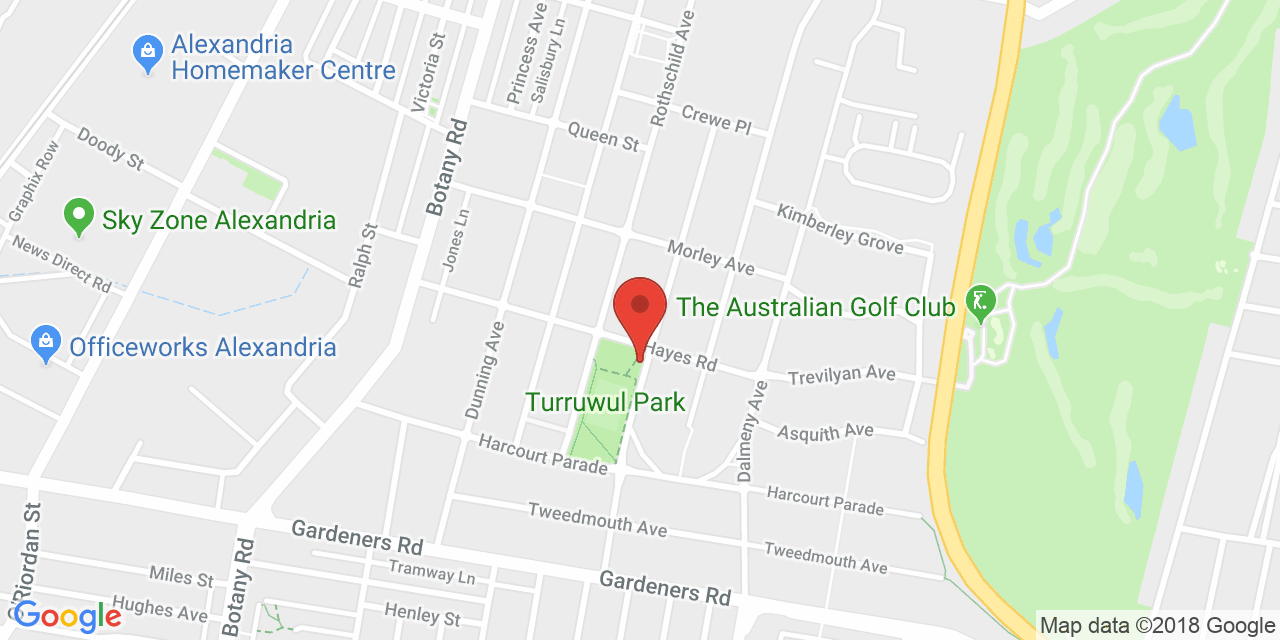 Alexandria
Homemaker Centre
Victoria St
Princess Ave
Salisbury Ln
Rothschild Ave
Crewe Pl
Queen St
Doody St
Graphix Row
Botany Rd
Sky Zone Alexandria
News Direct Rd
Ralph St
Jones Ln
Kimberley Grove
Morley Ave
The Australian Golf Club
Officeworks Alexandria
Dunning Ave
Hayes Rd
Trevilyan Ave
Turruwul Park
Dalmeny Ave
Asquith Ave
Harcourt Parade
Harcourt Parade
Tweedmouth Ave
Tweedmouth Ave
Gardeners Rd
Gardeners Rd
O'Riordan St
Botany Rd
Miles St
Tramway Ln
Hughes Ave
Henley St
Google
Map data ©2018 Google